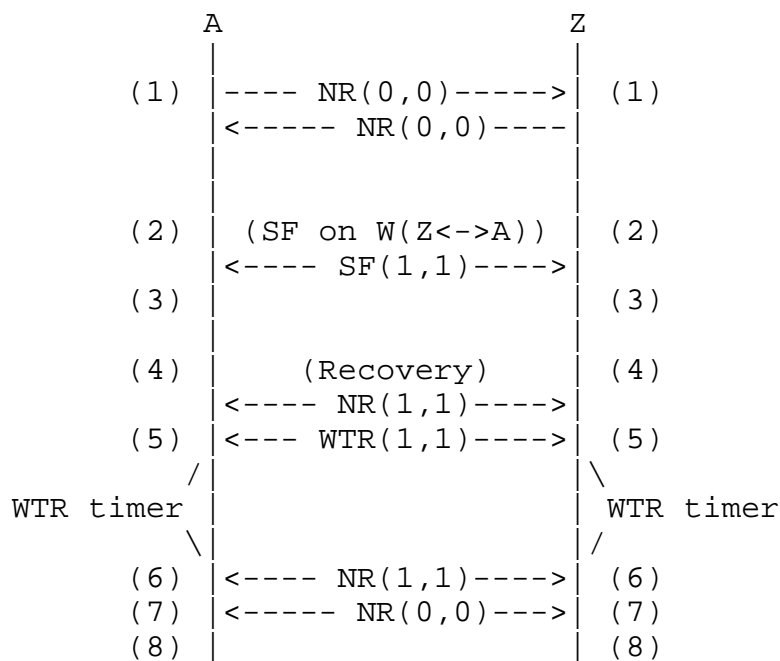 A Z
| |
(1) |---- NR(0,0)----->| (1)
|<----- NR(0,0)----|
| |
| |
(2) | (SF on W(Z<->A)) | (2)
|<---- SF(1,1)---->|
(3) | | (3)
| |
(4) | (Recovery) | (4)
|<---- NR(1,1)---->|
(5) |<--- WTR(1,1)---->| (5)
/| |\
WTR timer | | WTR timer
\| |/
(6) |<---- NR(1,1)---->| (6)
(7) |<----- NR(0,0)--->| (7)
(8) | | (8)